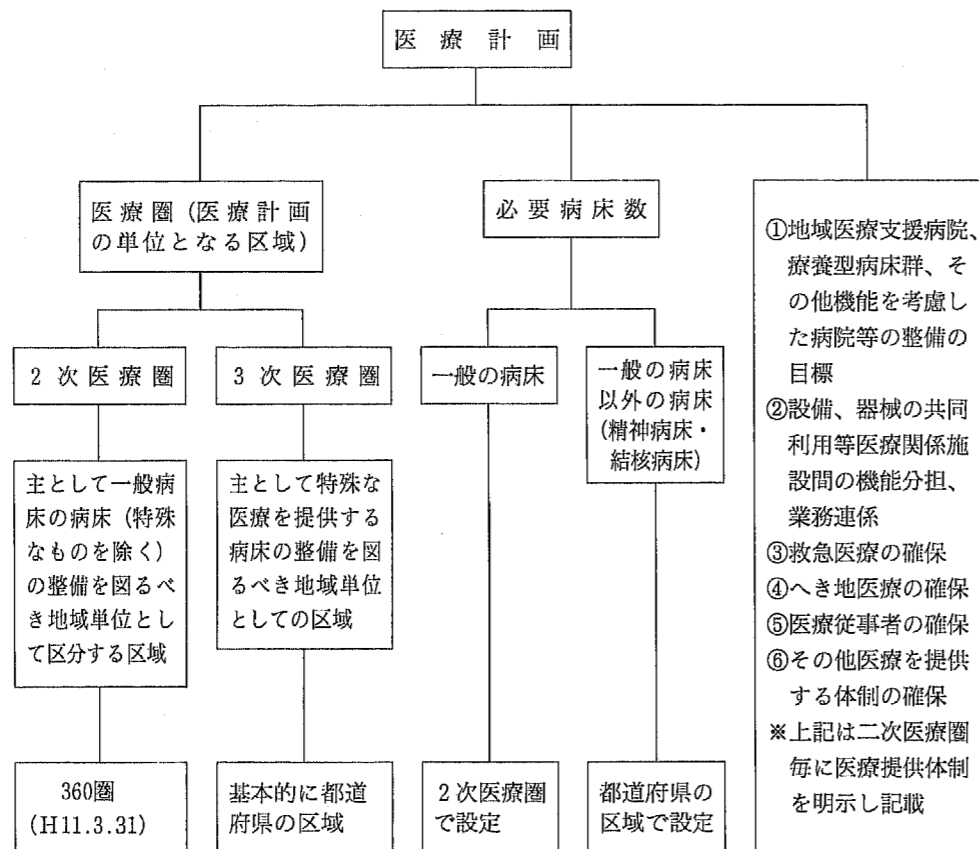 医療計画
医療圏(医療計画
の単位となる区域)
必要病床数
2次医療圏
3次医療圏
一般の病床
一般の病床
以外の病床
(精神病床・
結核病床)
主として一般病
床の病床(特殊
なものを除く)
の整備を図るべ
き地域単位とし
て区分する区域
主として特殊な
医療を提供する
病床の整備を図
るべき地域単位
としての区域
360圏
(H11.3.31)
基本的に都道
府県の区域
2次医療圏
で設定
都道府県の
区域で設定
①地域医療支援病院、
療養型病床群、そ
の他機能を考慮し
た病院等の整備の
目標
②設備、器械の共同
利用等医療関係施
設間の機能分担、
業務連係
③救急医療の確保
④へき地医療の確保
⑤医療従事者の確保
⑥その他医療を提供
する体制の確保
※上記は二次医療圏
毎に医療提供体制
を明示し記載